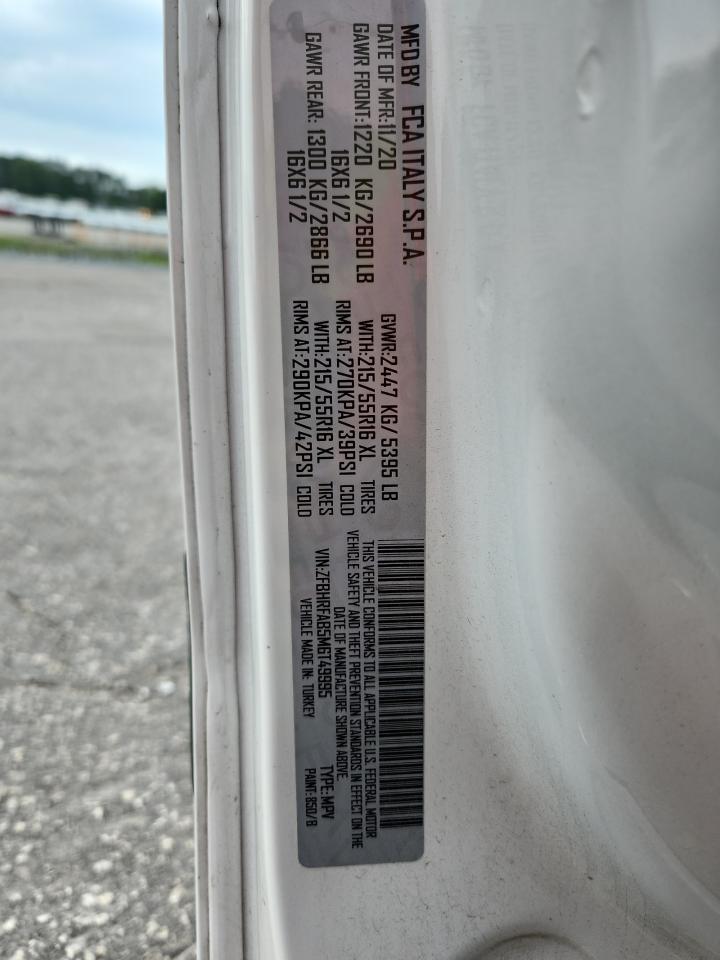 MFD BY FCA ITALY S.P.A.
DATE OF MFR:11/20 GVWR:2447 KG/ 5395 LB
GAWR FRONT:1220 KG/2690 LB WITH:215/55R16 XL TIRES
16X6 1/2 RIMS AT:270KPA/39PSI COLD
GAWR REAR: 1300 KG/2866 LB WITH:215/55R16 XL TIRES
16X6 1/2 RIMS AT:290KPA/42PSI COLD
THIS VEHICLE CONFORMS TO ALL APPLICABLE U.S. FEDERAL MOTOR
VEHICLE SAFETY AND THEFT PREVENTION STANDARDS IN EFFECT ON THE
DATE OF MANUFACTURE SHOWN ABOVE.
VIN:ZFBHRFAB5M6T49995 TYPE:MPV
VEHICLE MADE IN: TURKEY PAINT:850/B